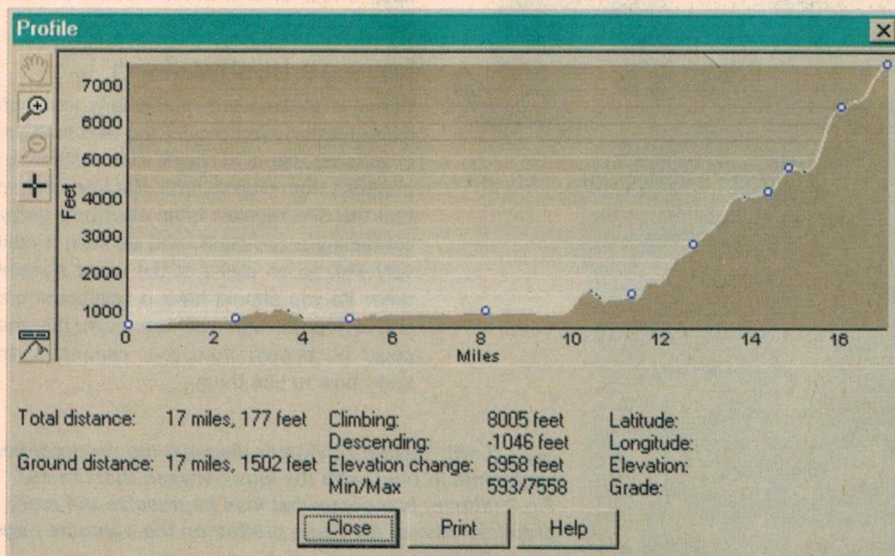 Profile
7000
6000
5000
4000
3000
2000
1000
Feet
0 2 4 6 8 10 12 14 16
Miles
Total distance: 17 miles, 177 feet Climbing: 8005 feet Latitude:
Descending: -1046 feet Longitude:
Ground distance: 17 miles, 1502 feet Elevation change: 6958 feet Elevation:
Min/Max 593/7558 Grade:
Close Print Help